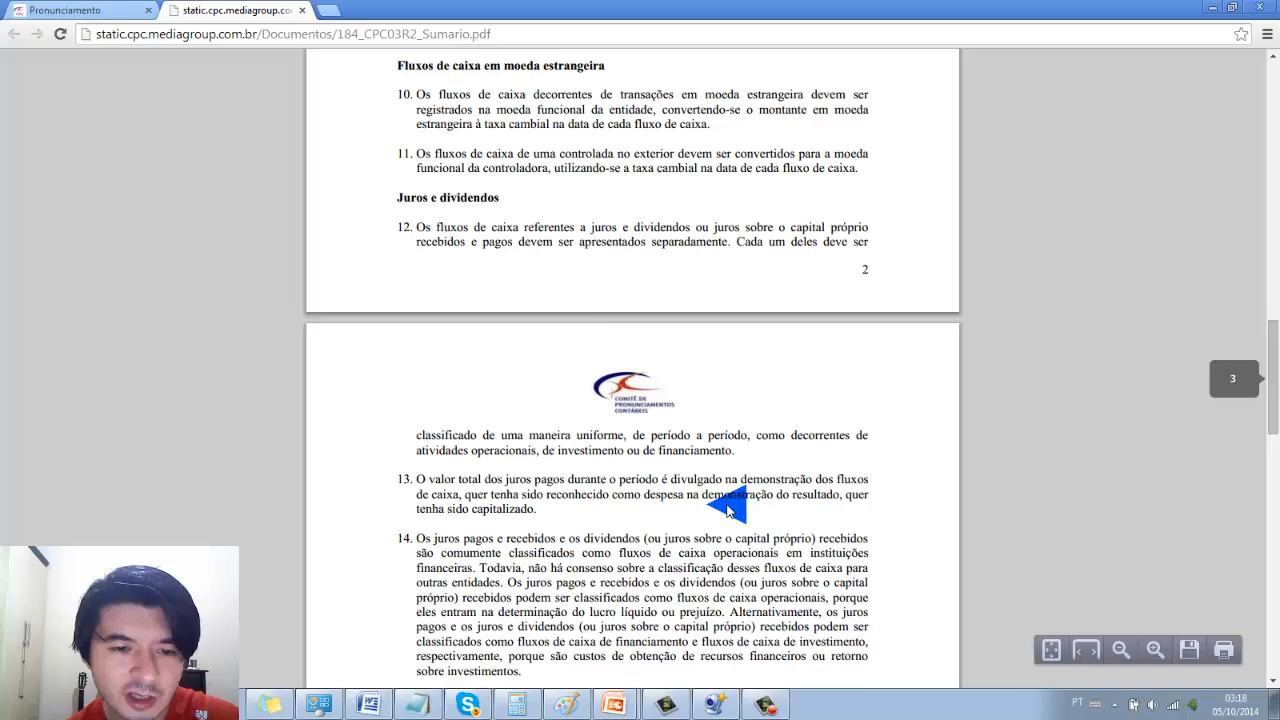 Pronunciamento
static.cpc.mediagroup.co
static.cpc.mediagroup.com.br/Documentos/184_CPC03R2_Sumario.pdf
Fluxos de caixa em moeda estrangeira
10. Os fluxos de caixa decorrentes de transações em moeda estrangeira devem ser
registrados na moeda funcional da entidade, convertendo-se o montante em moeda
estrangeira à taxa cambial na data de cada fluxo de caixa.
11. Os fluxos de caixa de uma controlada no exterior devem ser convertidos para a moeda
funcional da controladora, utilizando-se a taxa cambial na data de cada fluxo de caixa.
Juros e dividendos
12. Os fluxos de caixa referentes a juros e dividendos ou juros sobre o capital próprio
recebidos e pagos devem ser apresentados separadamente. Cada um deles deve ser
2
COMITÊ DE
PRONUNCIAMENTOS
CONTÁBEIS
3
classificado de uma maneira uniforme, de período a período, como decorrentes de
atividades operacionais, de investimento ou de financiamento.
13. O valor total dos juros pagos durante o período é divulgado na demonstração dos fluxos
de caixa, quer tenha sido reconhecido como despesa na demonstração do resultado, quer
tenha sido capitalizado.
14. Os juros pagos e recebidos e os dividendos (ou juros sobre o capital próprio) recebidos
são comumente classificados como fluxos de caixa operacionais em instituições
financeiras. Todavia, não há consenso sobre a classificação desses fluxos de caixa para
outras entidades. Os juros pagos e recebidos e os dividendos (ou juros sobre o capital
próprio) recebidos podem ser classificados como fluxos de caixa operacionais, porque
eles entram na determinação do lucro líquido ou prejuízo. Alternativamente, os juros
pagos e os juros e dividendos (ou juros sobre o capital próprio) recebidos podem ser
classificados como fluxos de caixa de financiamento e fluxos de caixa de investimento,
respectivamente, porque são custos de obtenção de recursos financeiros ou retorno
sobre investimentos.
PT
03:18
05/10/2014